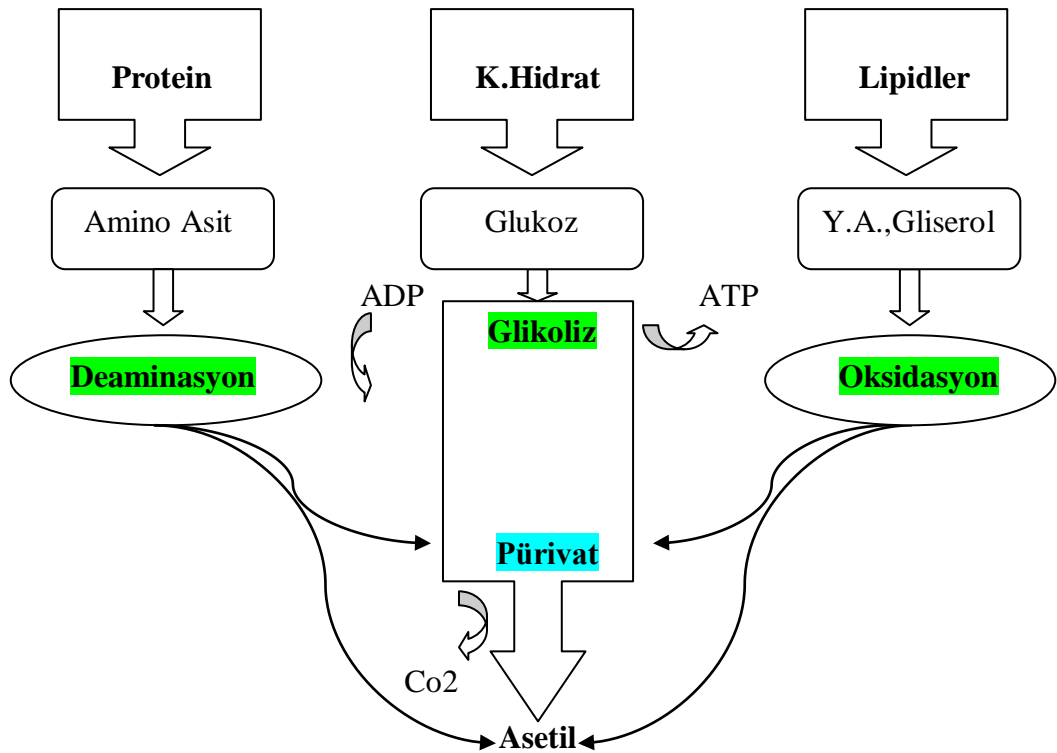 Protein
K.Hidrat
Lipidler
Amino Asit
Glukoz
Y.A.,Gliserol
ADP
ATP
Glikoliz
Deaminasyon
Oksidasyon
Pürivat
Co2
Asetil